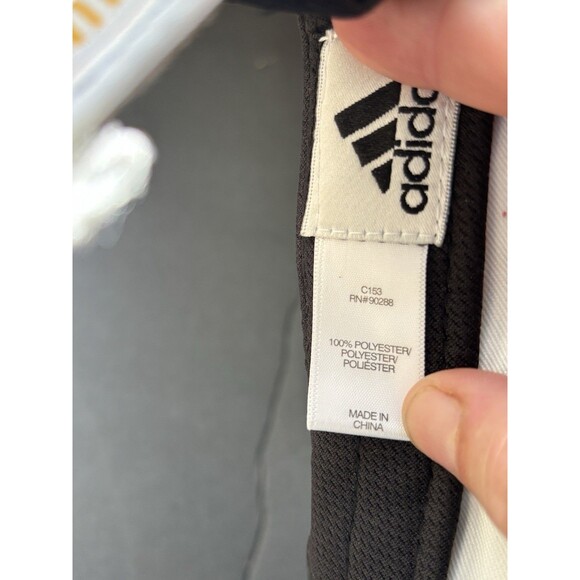 adidas
C153
RN#90288
100% POLYESTER/
POLYESTER/
POLIÉSTER
MADE IN
CHINA